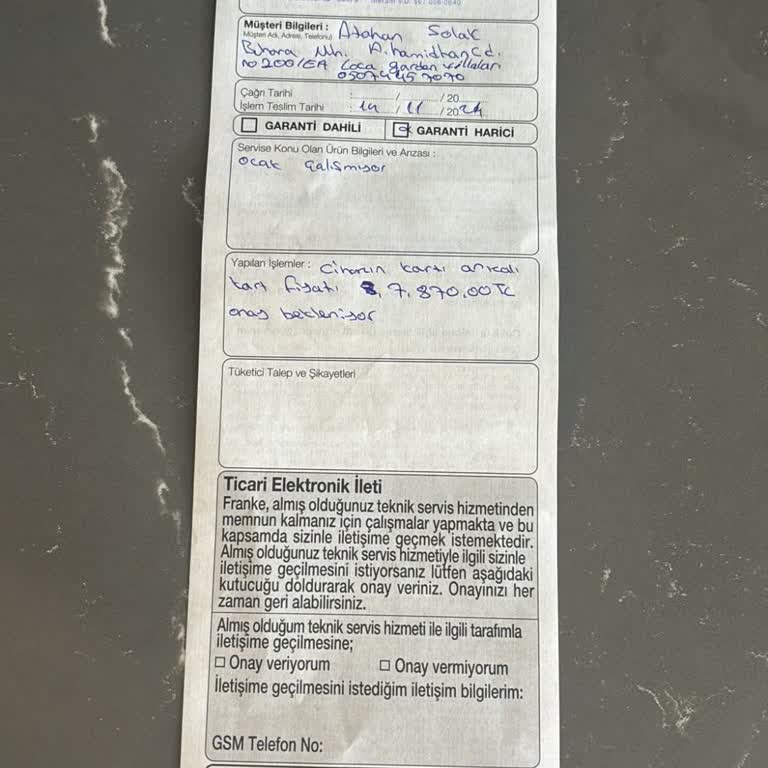 Müşteri Bilgileri : Atahan Solak
Müşteri Adı, Adresi, Telefonu)
Buhara Mh. A.hamidhan Cd.
no 200/EA Loca garden villaları
05074457070
Çağrı Tarihi : / / 20
İşlem Teslim Tarihi : 14 / 11 / 2024
GARANTİ DAHİLİ GARANTİ HARİCİ
Servise Konu Olan Ürün Bilgileri ve Arızası :
ocak çalışmıyor
Yapılan İşlemler : Cihazın kartı arızalı
kart fiyatı 7,870.00 TL
onay bekleniyor
Tüketici Talep ve Şikayetleri
Ticari Elektronik İleti
Franke, almış olduğunuz teknik servis hizmetinden
memnun kalmanız için çalışmalar yapmakta ve bu
kapsamda sizinle iletişime geçmek istemektedir.
Almış olduğunuz teknik servis hizmetiyle ilgili sizinle
iletişime geçilmesini istiyorsanız lütfen aşağıdaki
kutucuğu doldurarak onay veriniz. Onayınızı her
zaman geri alabilirsiniz.
Almış olduğum teknik servis hizmeti ile ilgili tarafımla
iletişime geçilmesine;
Onay veriyorum Onay vermiyorum
İletişime geçilmesini istediğim iletişim bilgilerim:
GSM Telefon No: